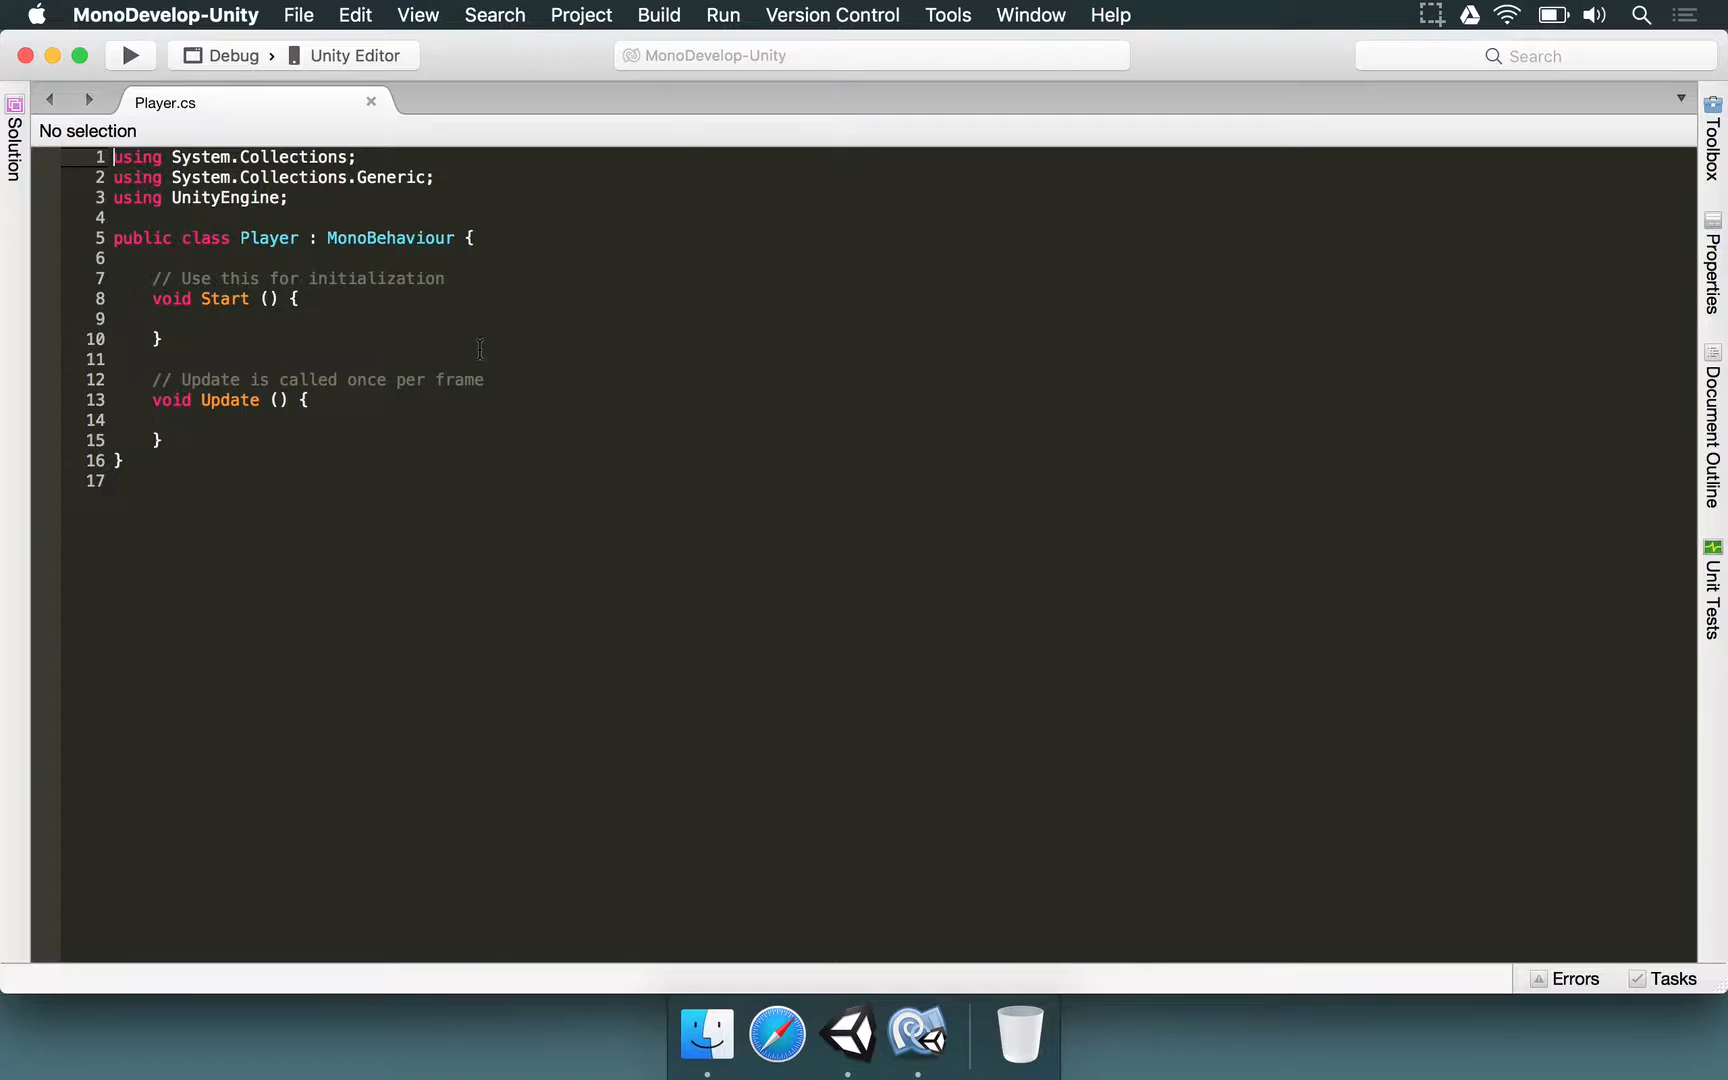 MonoDevelop-Unity File Edit View Search Project Build Run Version Control Tools Window Help
Debug › Unity Editor
MonoDevelop-Unity
Search
Player.cs
No selection
Solution
1 using System.Collections;
2 using System.Collections.Generic;
3 using UnityEngine;
4
5 public class Player : MonoBehaviour {
6
7 // Use this for initialization
8 void Start () {
9
10 }
11
12 // Update is called once per frame
13 void Update () {
14
15 }
16 }
17
Toolbox
Properties
Document Outline
Unit Tests
Errors Tasks